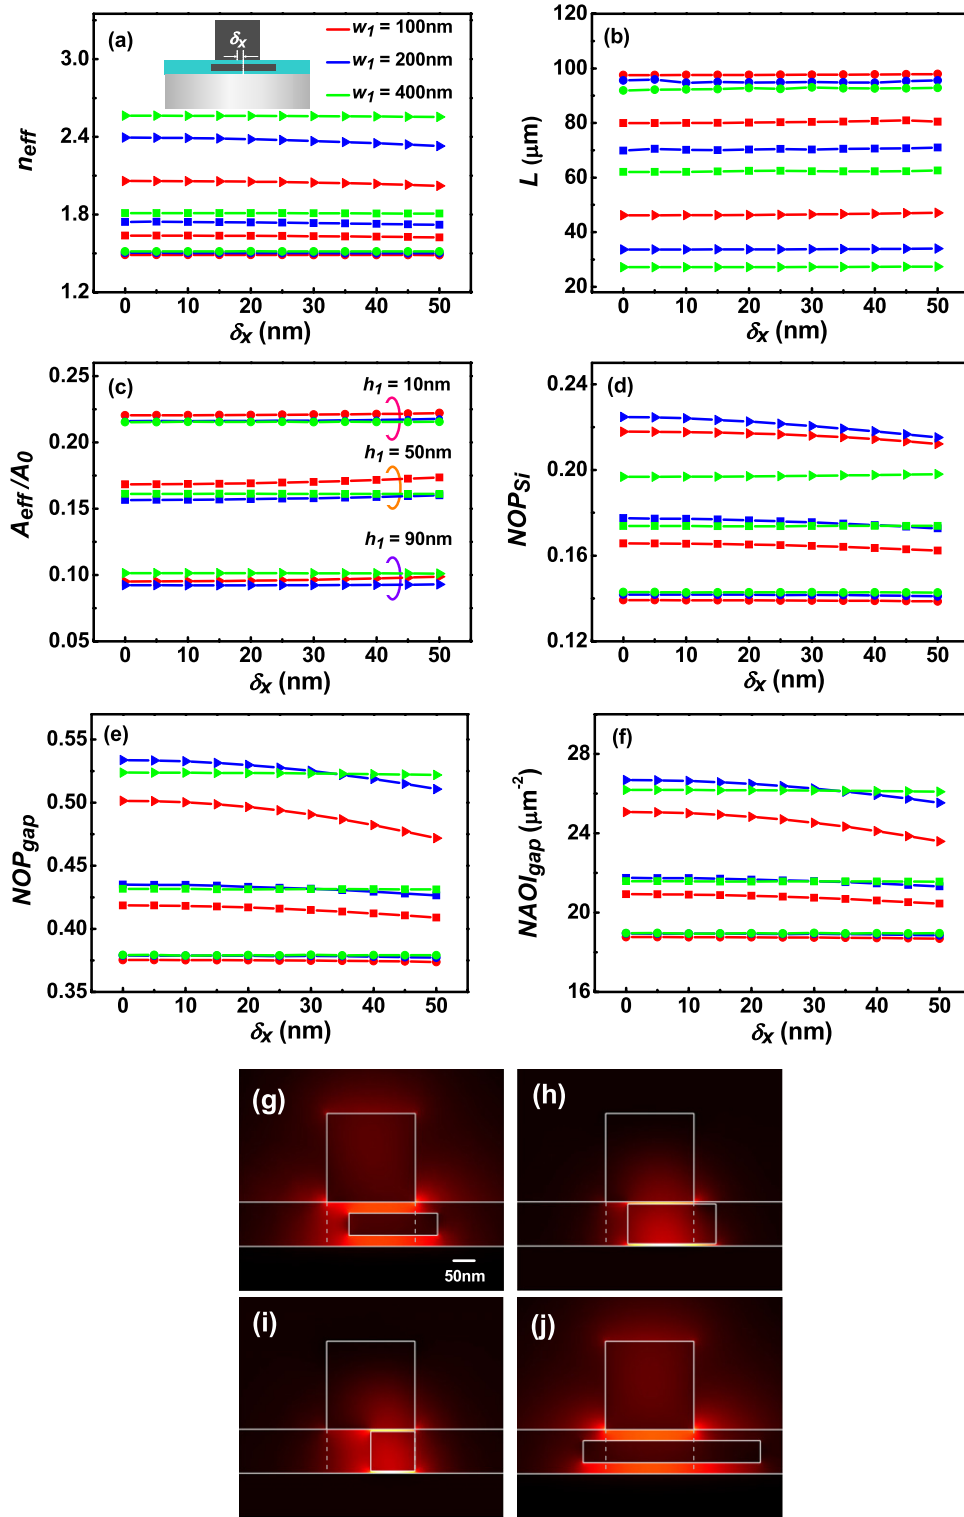 (a)
δx
w1 = 100nm
w1 = 200nm
w1 = 400nm
3.0
2.4
1.8
1.2
neff
0 10 20 30 40 50
δx (nm)
(b)
120
100
80
60
40
20
L (μm)
0 10 20 30 40 50
δx (nm)
(c)
h1 = 10nm
h1 = 50nm
h1 = 90nm
0.25
0.20
0.15
0.10
0.05
Aeff/A0
0 10 20 30 40 50
δx (nm)
(d)
0.24
0.20
0.16
0.12
NOPSi
0 10 20 30 40 50
δx (nm)
(e)
0.55
0.50
0.45
0.40
0.35
NOPgap
0 10 20 30 40 50
δx (nm)
(f)
28
24
20
16
NAOIgap (μm-2)
0 10 20 30 40 50
δx (nm)
(g)
50nm
(h)
(i)
(j)